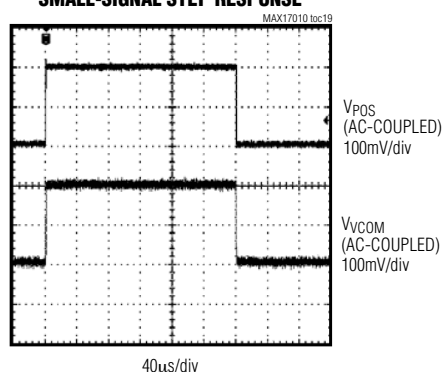 SMALL-SIGNAL STEP RESPONSE
MAX17010 toc19
VPOS
(AC-COUPLED)
100mV/div
VVCOM
(AC-COUPLED)
100mV/div
40us/div